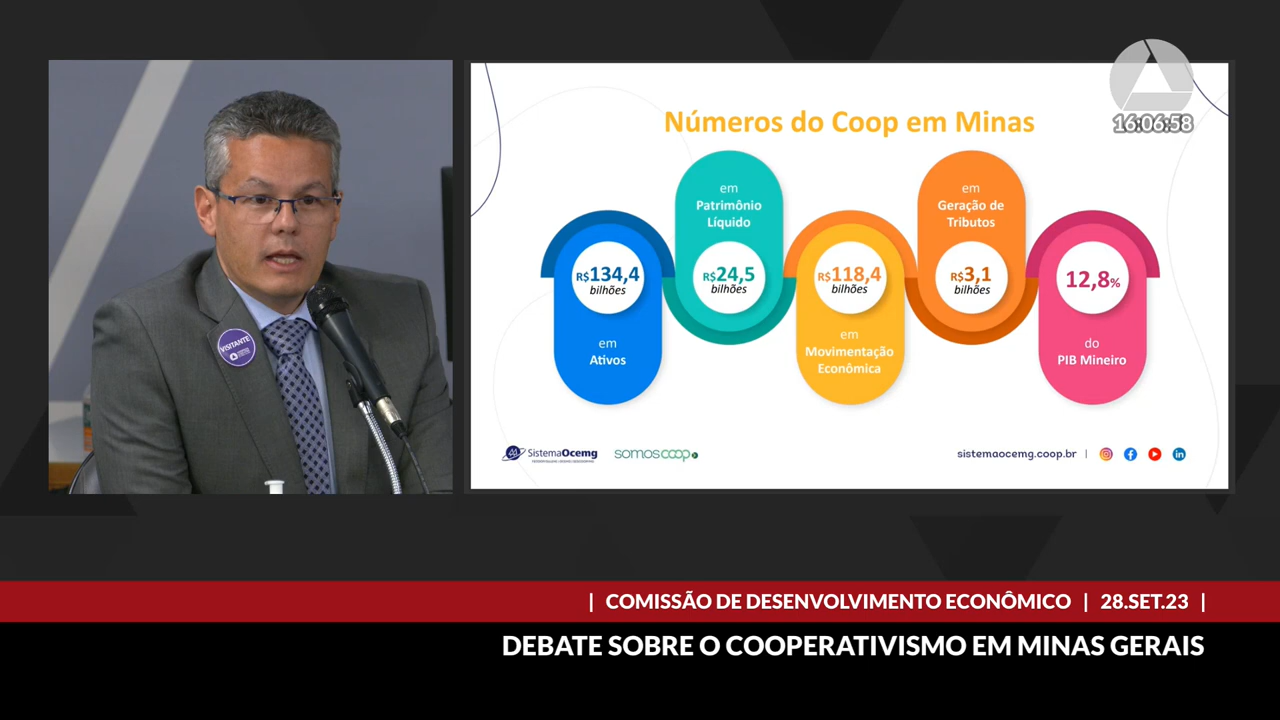 16:06:58
Números do Coop em Minas
R$134,4
bilhões
em
Ativos
em
Patrimônio
Líquido
R$24,5
bilhões
R$118,4
bilhões
em
Movimentação
Econômica
em
Geração de
Tributos
R$3,1
bilhões
12,8%
do
PIB Mineiro
VISITANTE
SistemaOcemg
somoscoop
sistemaocemg.coop.br |
| COMISSÃO DE DESENVOLVIMENTO ECONÔMICO | 28.SET.23 |
DEBATE SOBRE O COOPERATIVISMO EM MINAS GERAIS